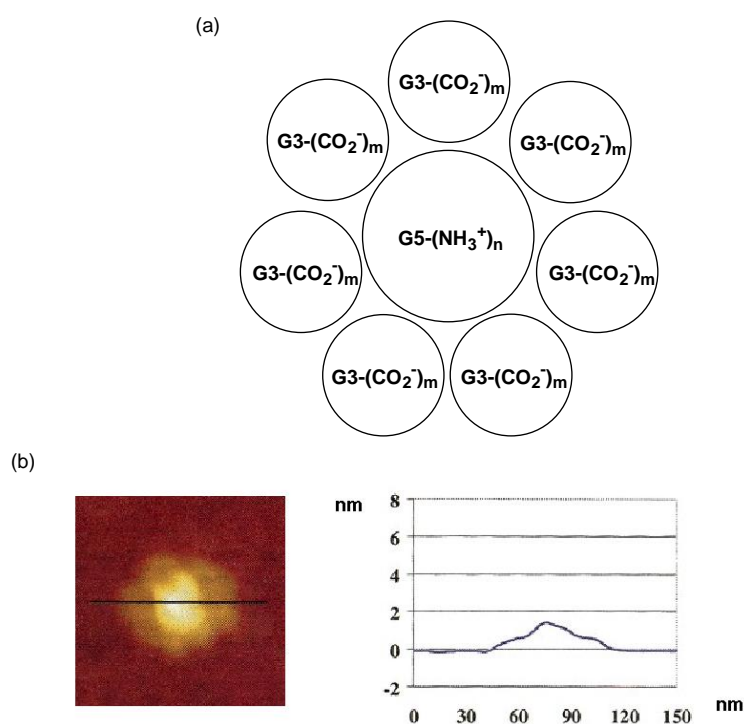 (a)
G3-(CO₂⁻)ₘ
G3-(CO₂⁻)ₘ
G3-(CO₂⁻)ₘ
G5-(NH₃⁺)ₙ
G3-(CO₂⁻)ₘ
G3-(CO₂⁻)ₘ
G3-(CO₂⁻)ₘ
G3-(CO₂⁻)ₘ
(b)
nm
8
6
4
2
0
-2
0 30 60 90 120 150 nm